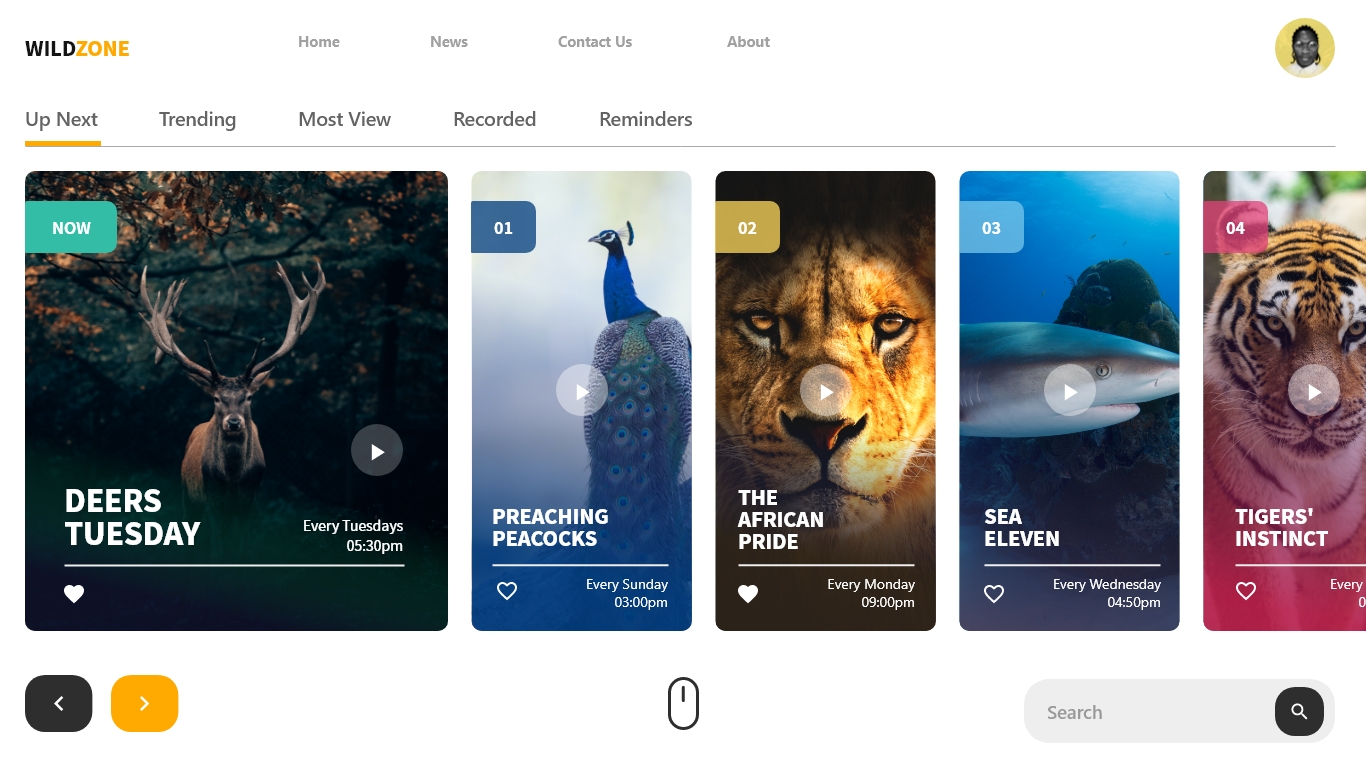 WILDZONE
Home News Contact Us About
Up Next Trending Most View Recorded Reminders
NOW
DEERS
TUESDAY
Every Tuesdays
05:30pm
01
PREACHING
PEACOCKS
Every Sunday
03:00pm
02
THE
AFRICAN
PRIDE
Every Monday
09:00pm
03
SEA
ELEVEN
Every Wednesday
04:50pm
04
TIGERS'
INSTINCT
Every
Search